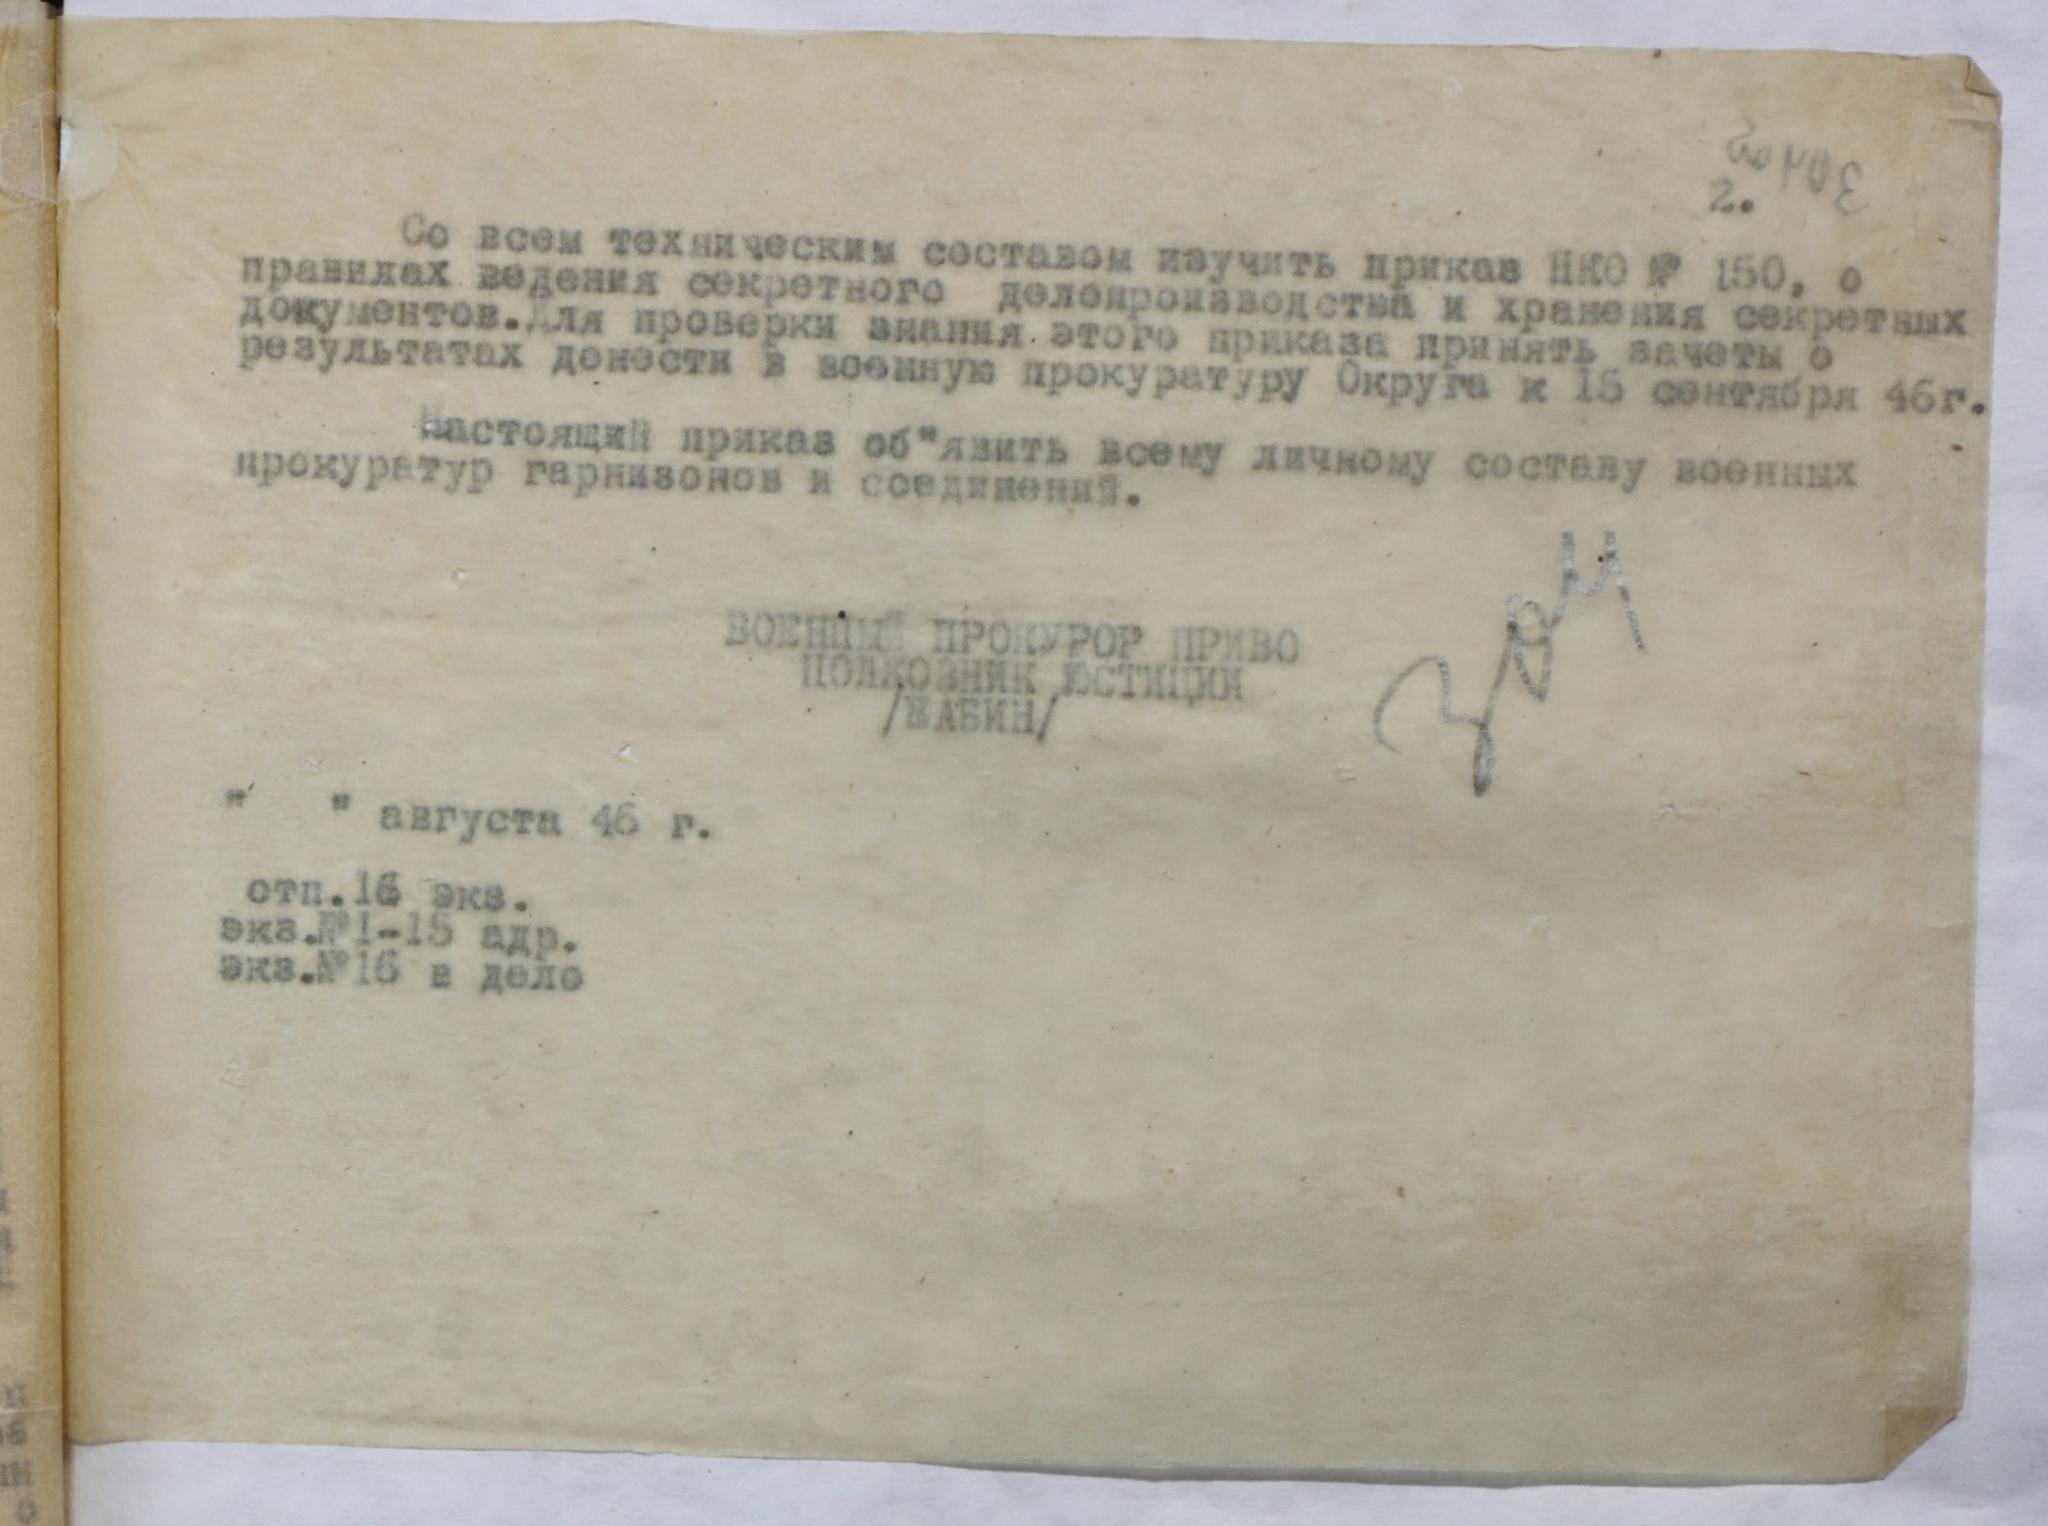 2.
Со всем техническим составом изучить приказ НКО № 150, о
правилах ведения секретного делопроизводства и хранения секретных
документов.Для проверки знания этого приказа принять зачеты о
результатах донести в военную прокуратуру Округа к 15 сентября 46г.
Настоящий приказ об"явить всему личному составу военных
прокуратур гарнизонов и соединений.
ВОЕННЫЙ ПРОКУРОР ПРИВО
ПОЛКОВНИК ЮСТИЦИИ
/ШАБИН/
" " августа 46 г.
отп.16 экз.
экз.№1-15 адр.
экз.№16 в дело